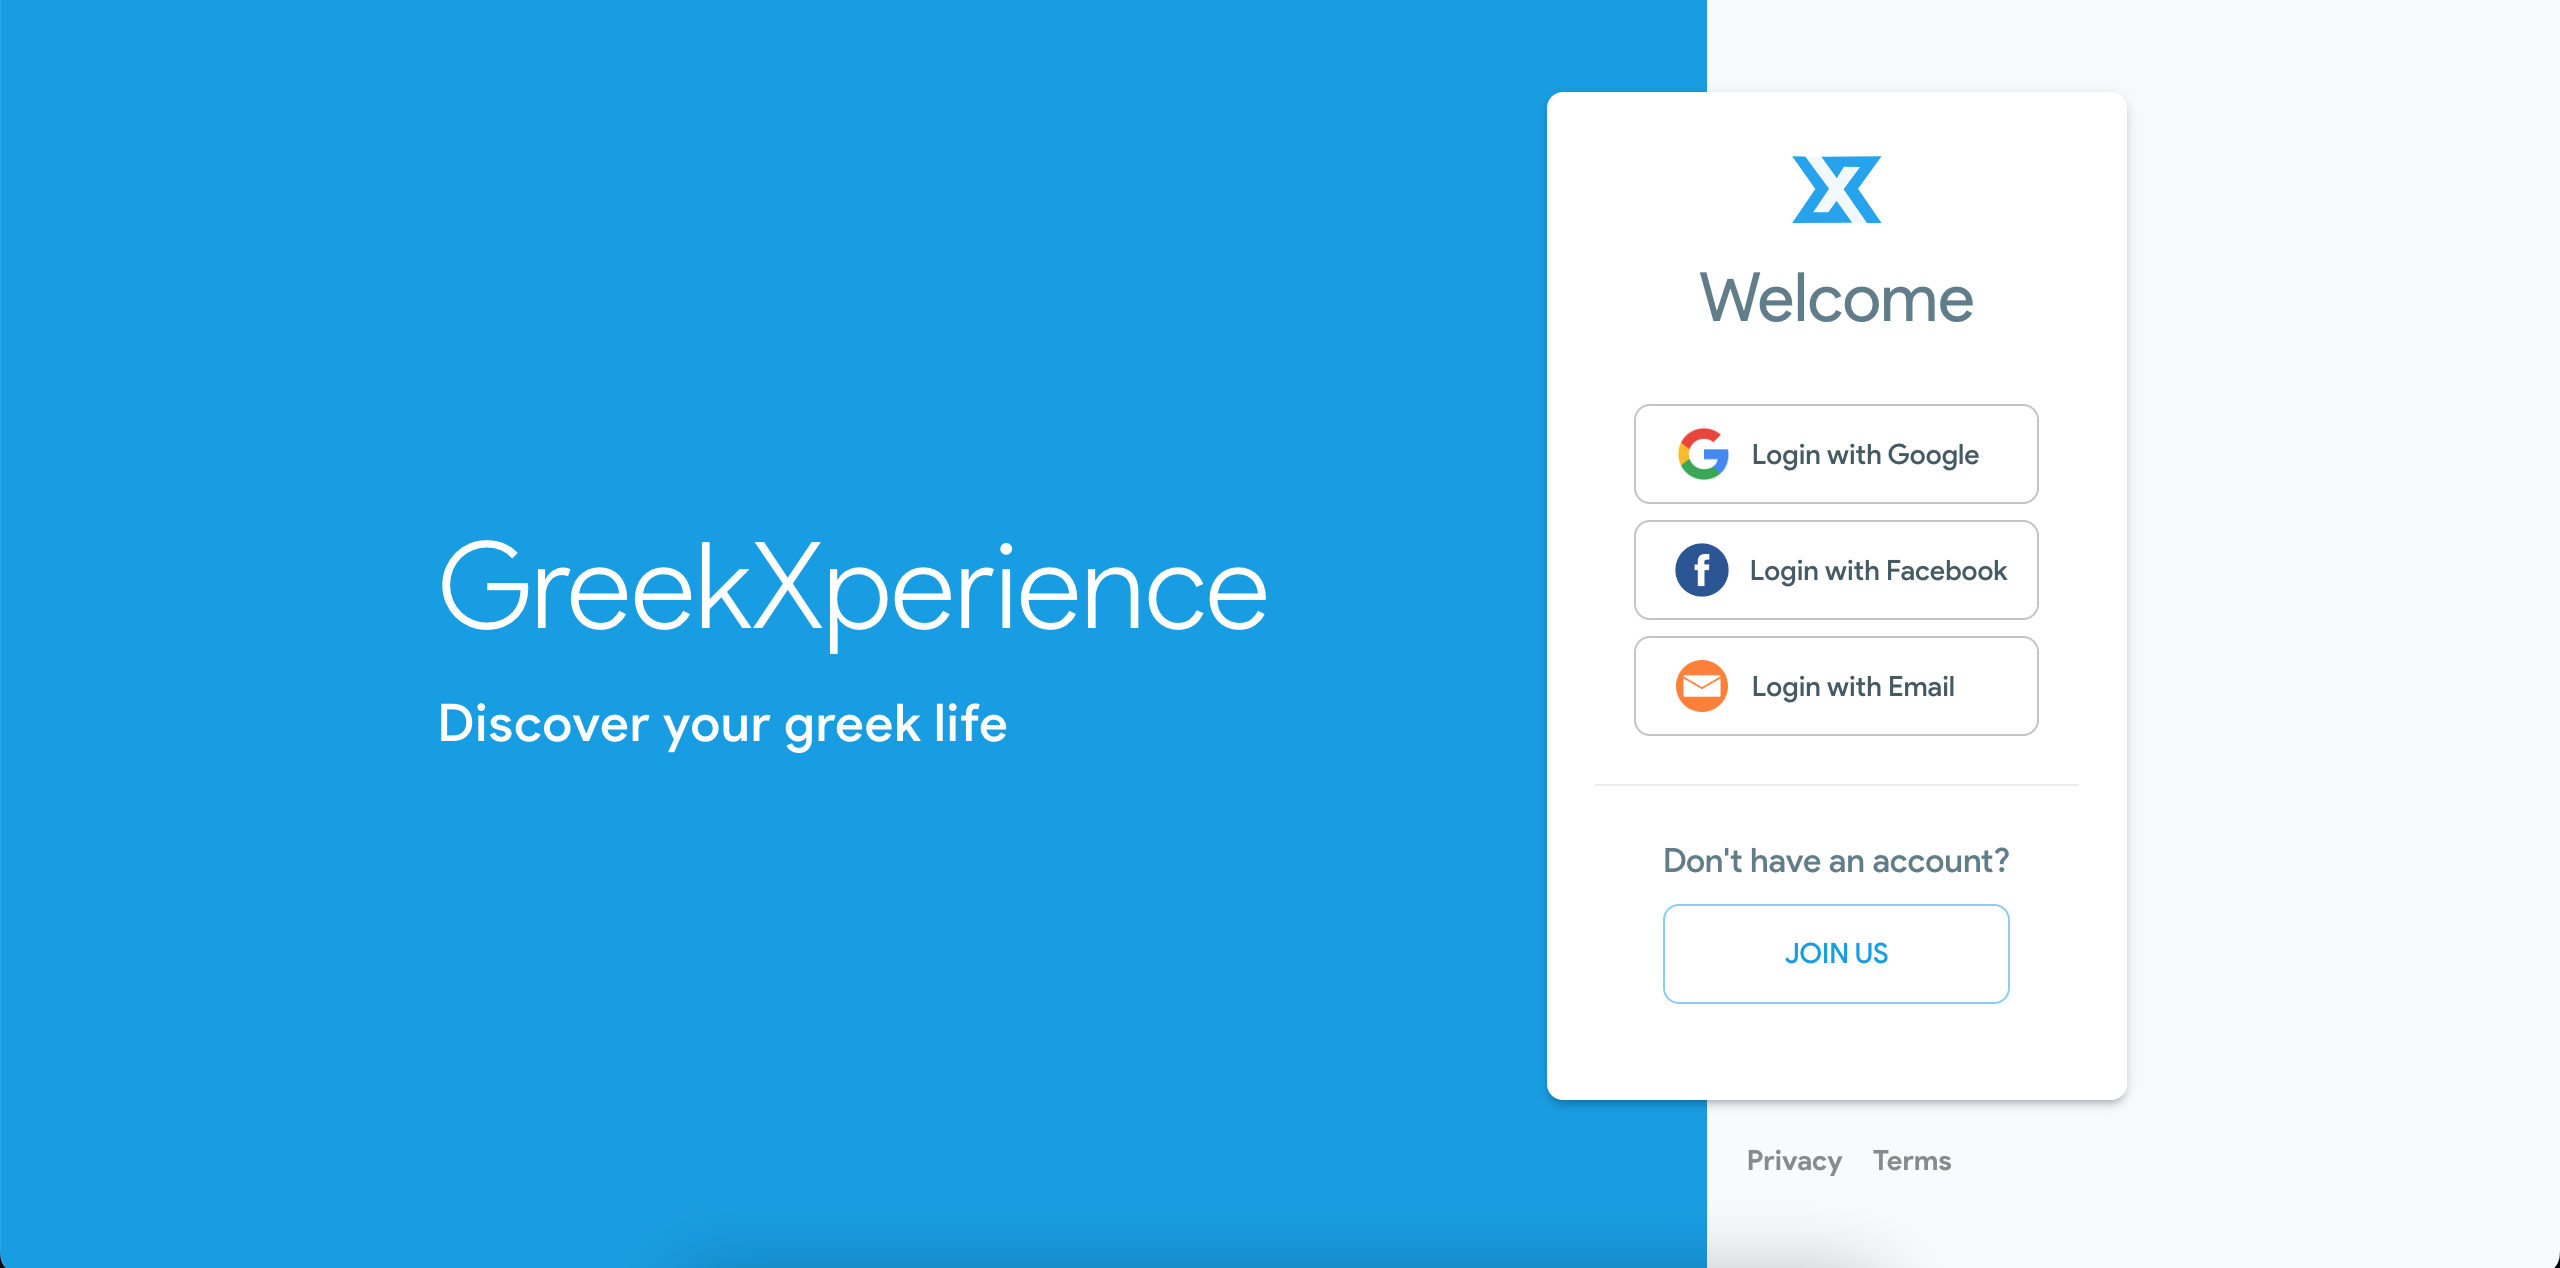 GreekXperience
Discover your greek life
Welcome
Login with Google
Login with Facebook
Login with Email
Don't have an account?
JOIN US
Privacy Terms